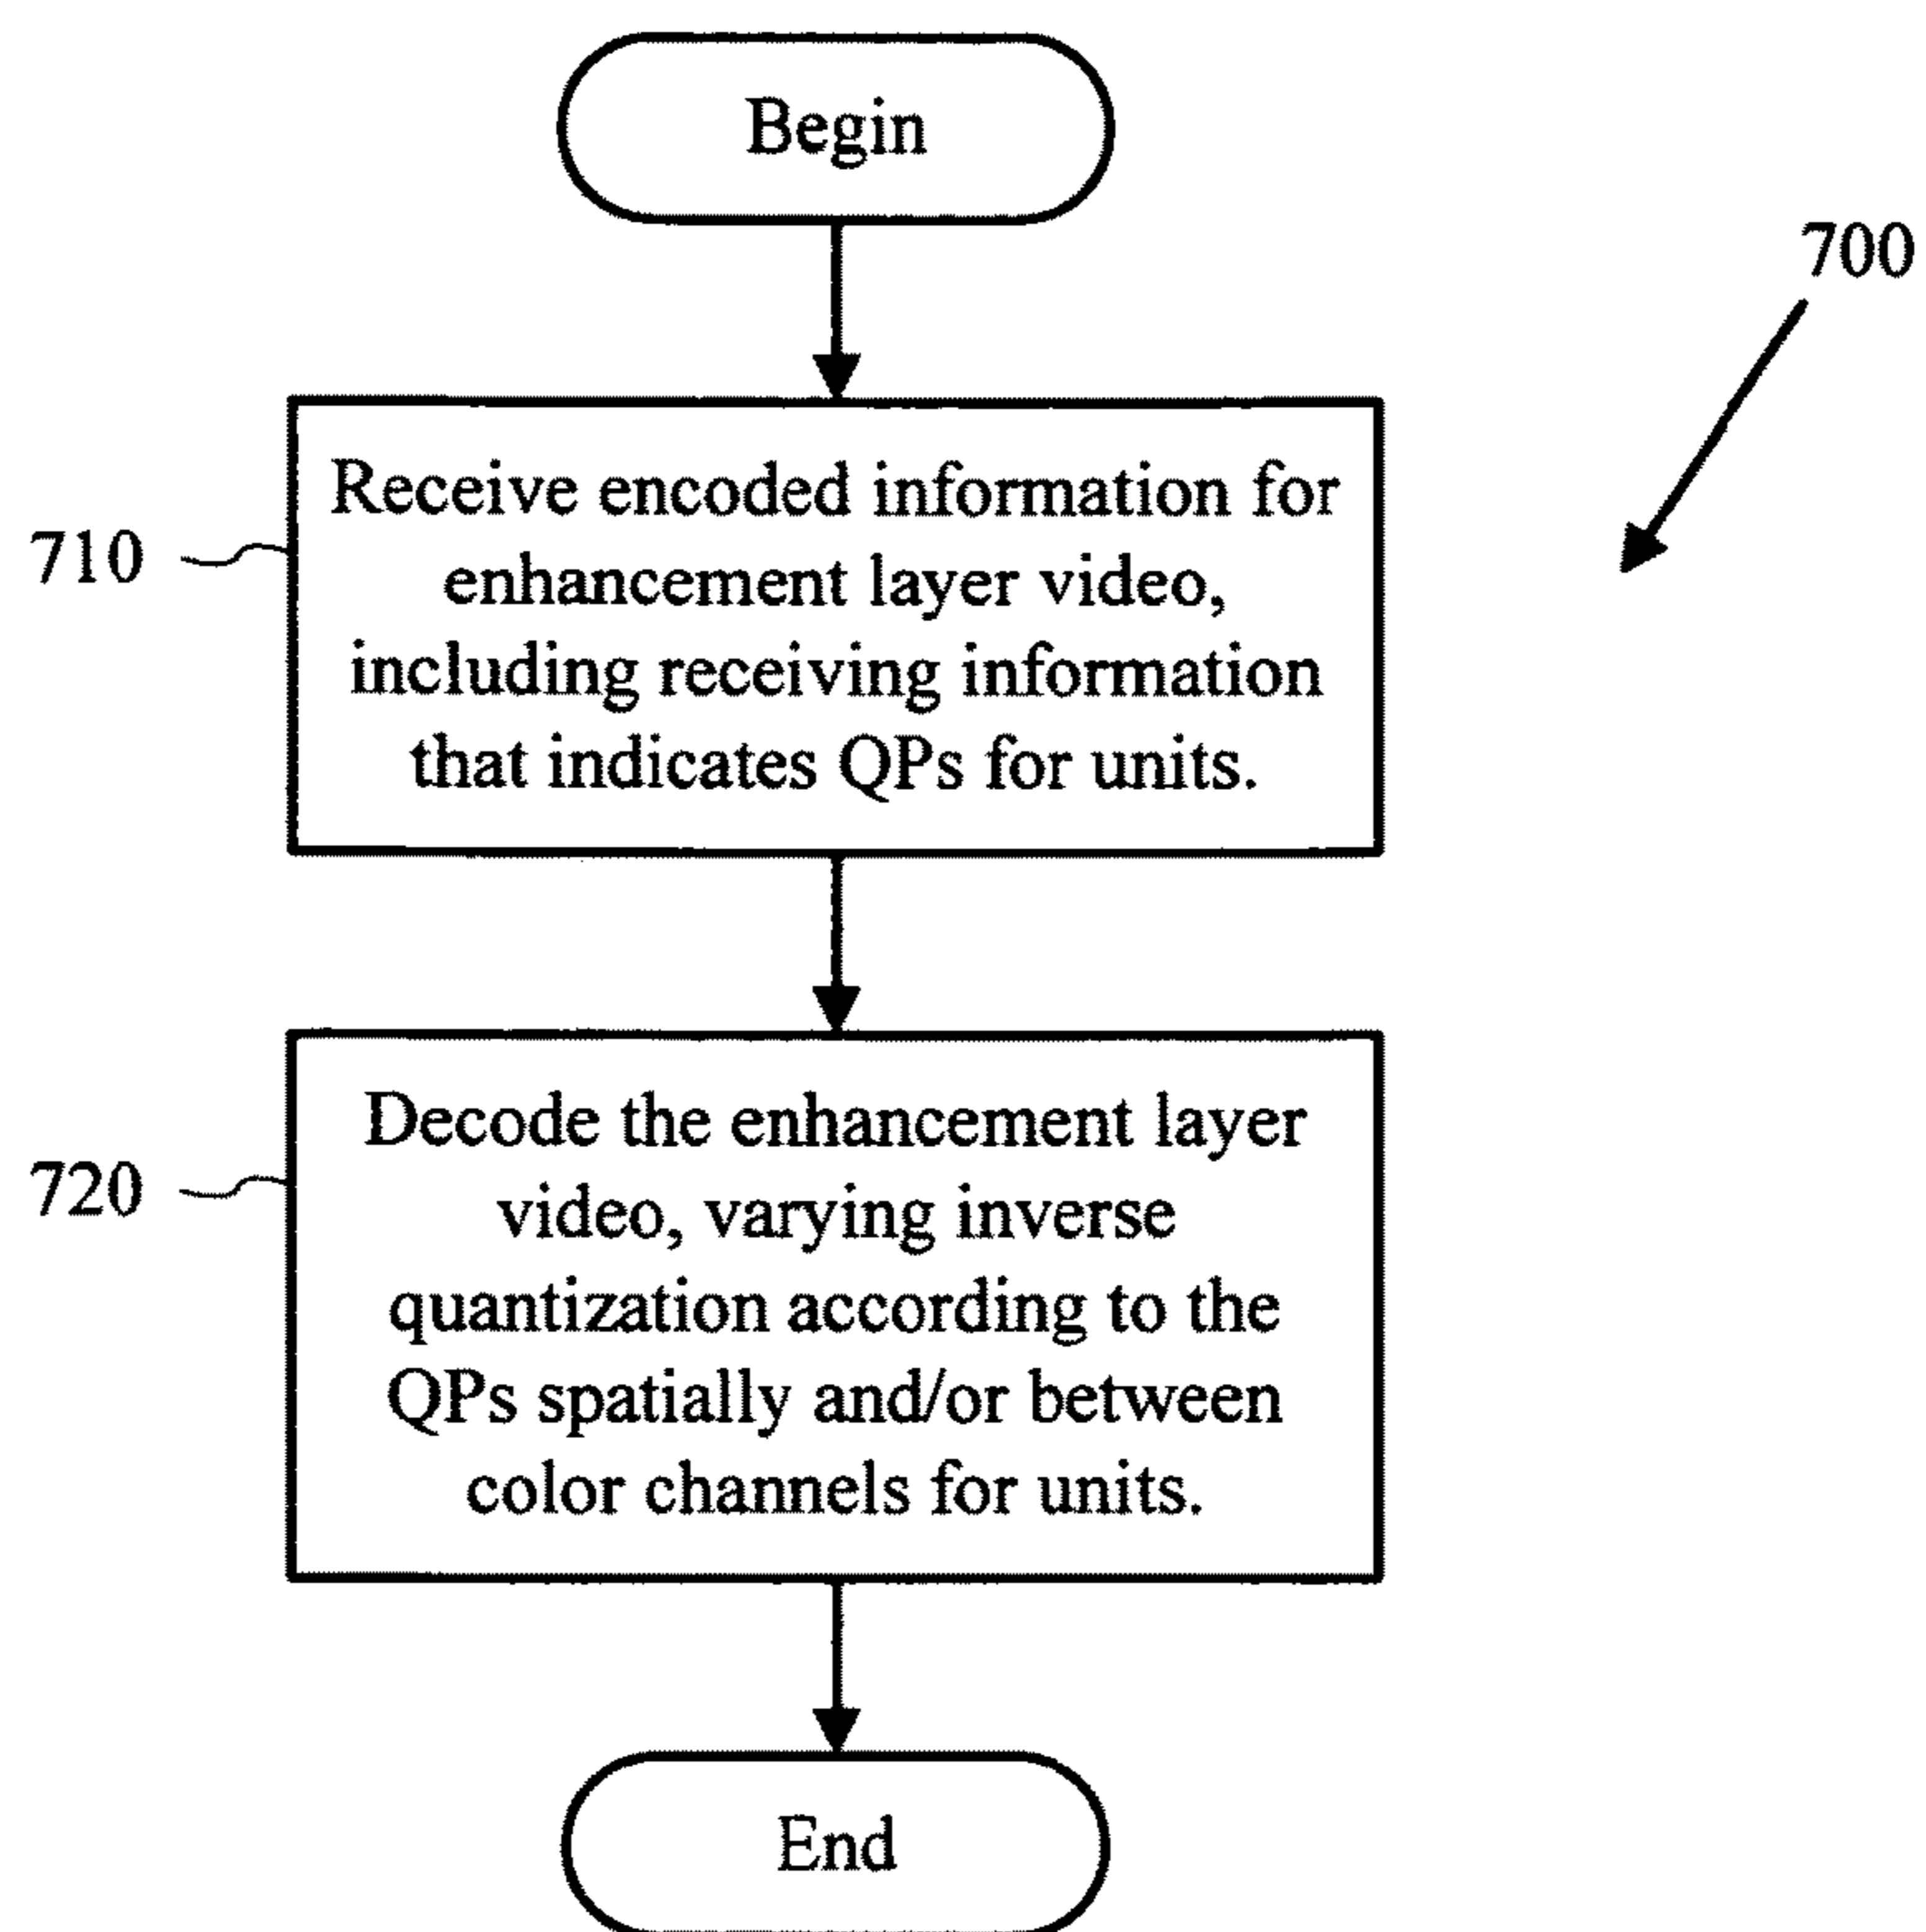 Begin
700
710
Receive encoded information for
enhancement layer video,
including receiving information
that indicates QPs for units.
720
Decode the enhancement layer
video, varying inverse
quantization according to the
QPs spatially and/or between
color channels for units.
End